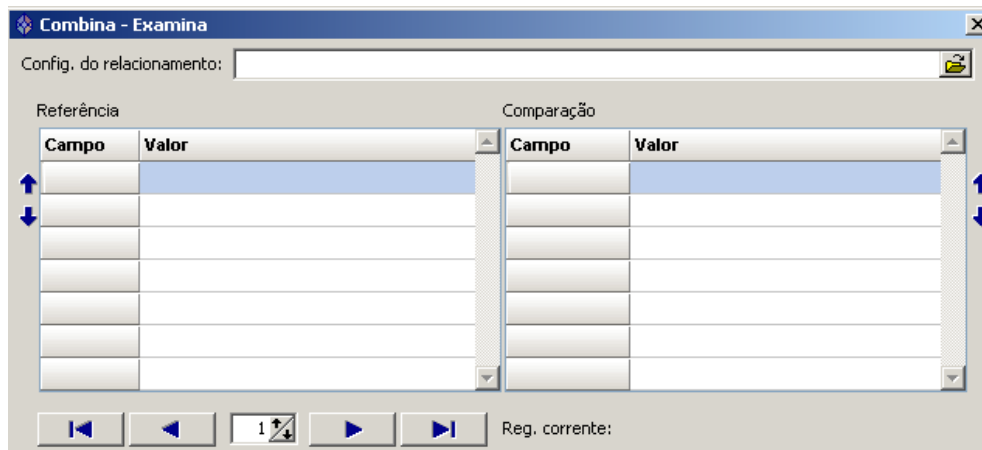 Combina - Examina
Config. do relacionamento:
Referência Comparação
Campo Valor Campo Valor
1 Reg. corrente: